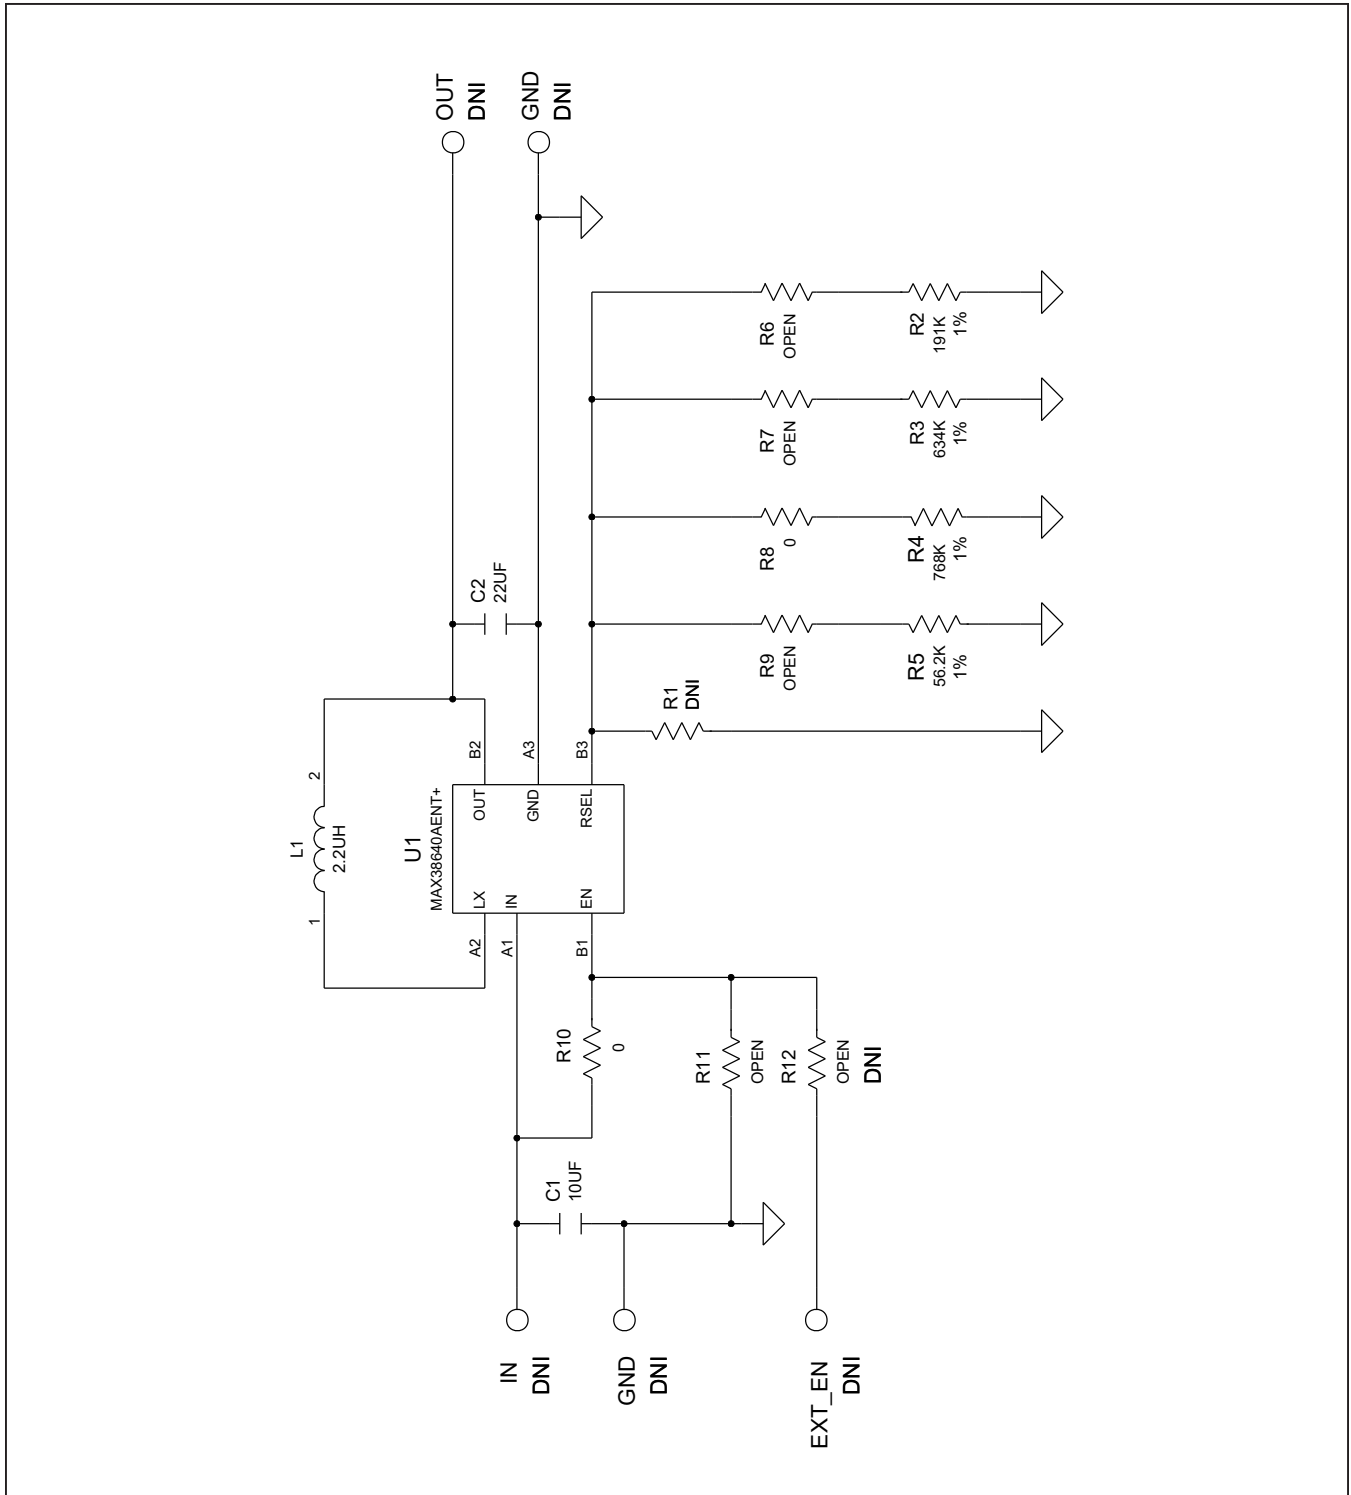 OUT
DNI
GND
DNI
R6
OPEN
R2
191K
1%
R7
OPEN
R3
634K
1%
R8
0
R4
768K
1%
C2
22UF
R9
OPEN
R5
56.2K
1%
R1
DNI
L1
2.2UH
1
2
U1
MAX38640AENT+
LX
IN
EN
OUT
GND
RSEL
B2
A3
B3
A2
A1
B1
R10
0
R11
OPEN
R12
OPEN
DNI
C1
10UF
IN
DNI
GND
DNI
EXT_EN
DNI